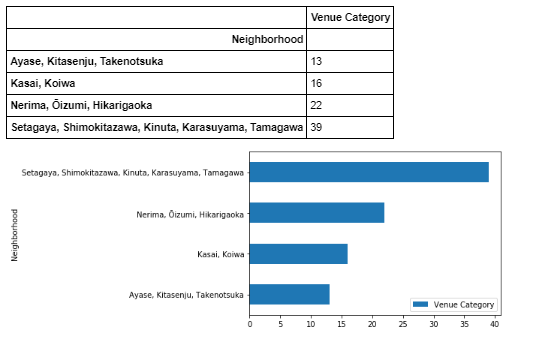 Venue Category
Neighborhood
Ayase, Kitasenju, Takenotsuka 13
Kasai, Koiwa 16
Nerima, Ōizumi, Hikarigaoka 22
Setagaya, Shimokitazawa, Kinuta, Karasuyama, Tamagawa 39
Neighborhood
Setagaya, Shimokitazawa, Kinuta, Karasuyama, Tamagawa
Nerima, Ōizumi, Hikarigaoka
Kasai, Koiwa
Ayase, Kitasenju, Takenotsuka
Venue Category
0 5 10 15 20 25 30 35 40